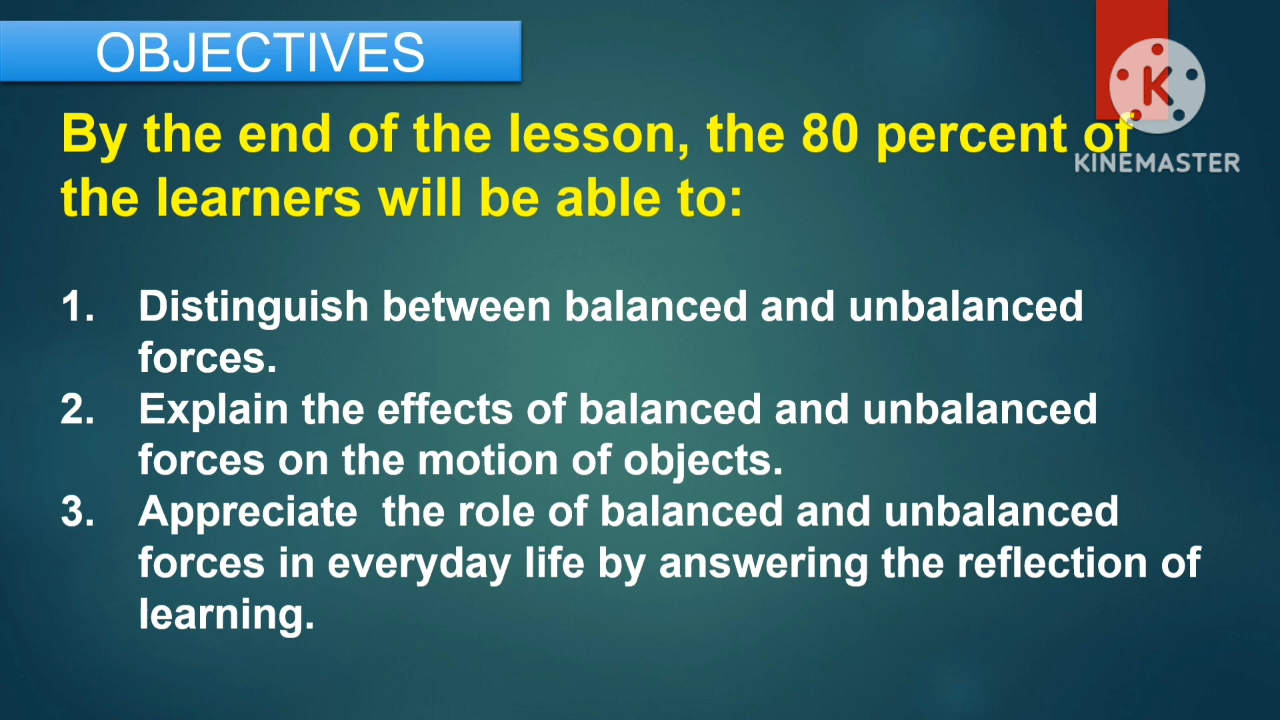 OBJECTIVES
By the end of the lesson, the 80 percent of
the learners will be able to:
K
KINEMASTER
1. Distinguish between balanced and unbalanced
forces.
2. Explain the effects of balanced and unbalanced
forces on the motion of objects.
3. Appreciate the role of balanced and unbalanced
forces in everyday life by answering the reflection of
learning.